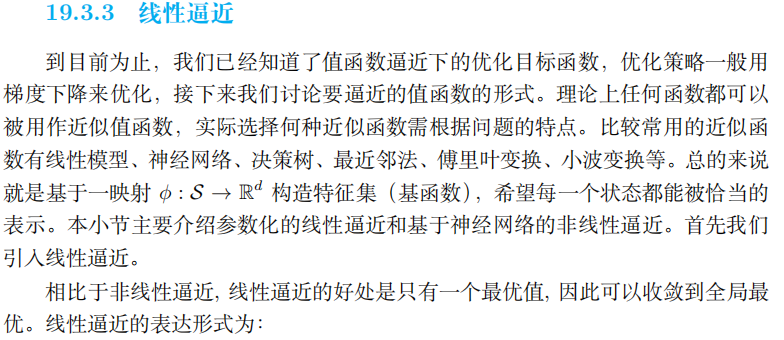 19.3.3 线性逼近
到目前为止，我们已经知道了值函数逼近下的优化目标函数，优化策略一般用
梯度下降来优化，接下来我们讨论要逼近的值函数的形式。理论上任何函数都可以
被用作近似值函数，实际选择何种近似函数需根据问题的特点。比较常用的近似函
数有线性模型、神经网络、决策树、最近邻法、傅里叶变换、小波变换等。总的来说
就是基于一映射 ϕ : S → ℝᵈ 构造特征集（基函数），希望每一个状态都能被恰当的
表示。本小节主要介绍参数化的线性逼近和基于神经网络的非线性逼近。首先我们
引入线性逼近。
相比于非线性逼近, 线性逼近的好处是只有一个最优值, 因此可以收敛到全局最
优。线性逼近的表达形式为：